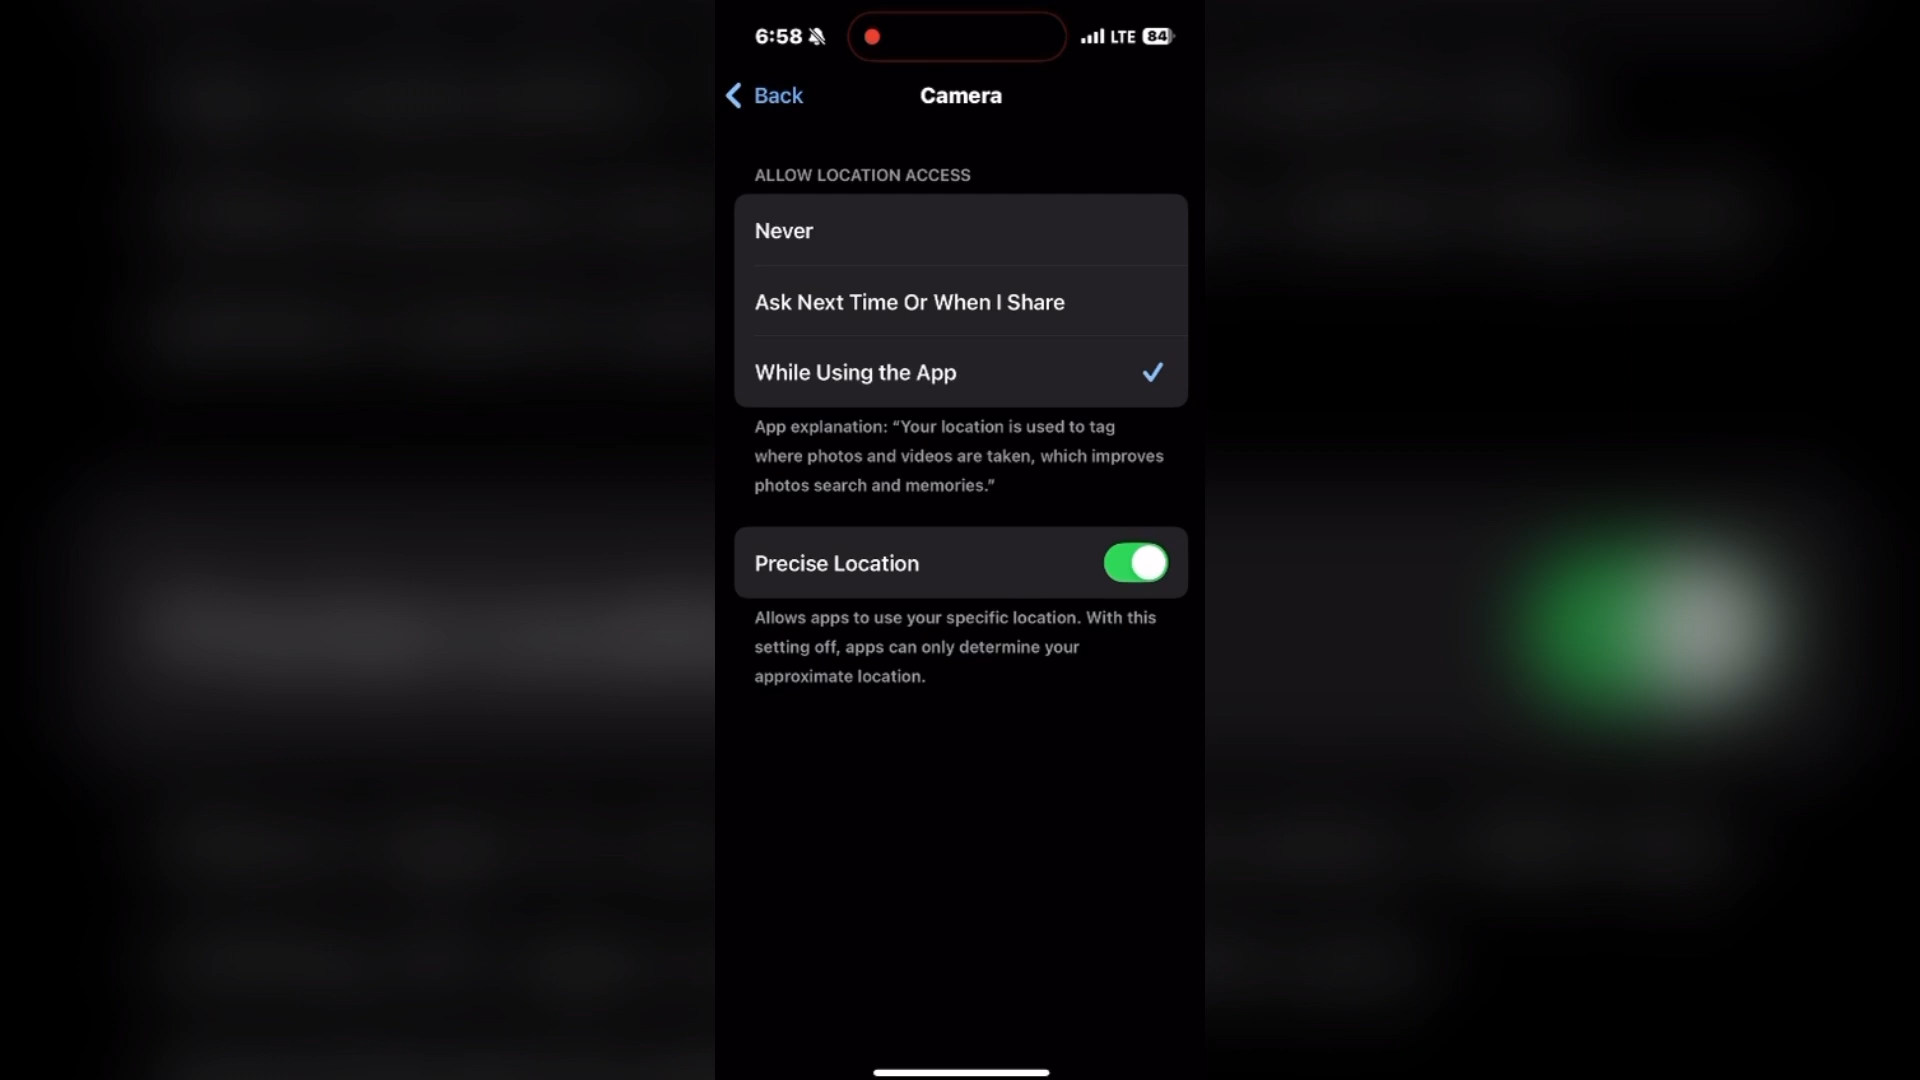 6:58 LTE 84
Back Camera
ALLOW LOCATION ACCESS
Never
Ask Next Time Or When I Share
While Using the App
App explanation: “Your location is used to tag
where photos and videos are taken, which improves
photos search and memories.”
Precise Location
Allows apps to use your specific location. With this
setting off, apps can only determine your
approximate location.